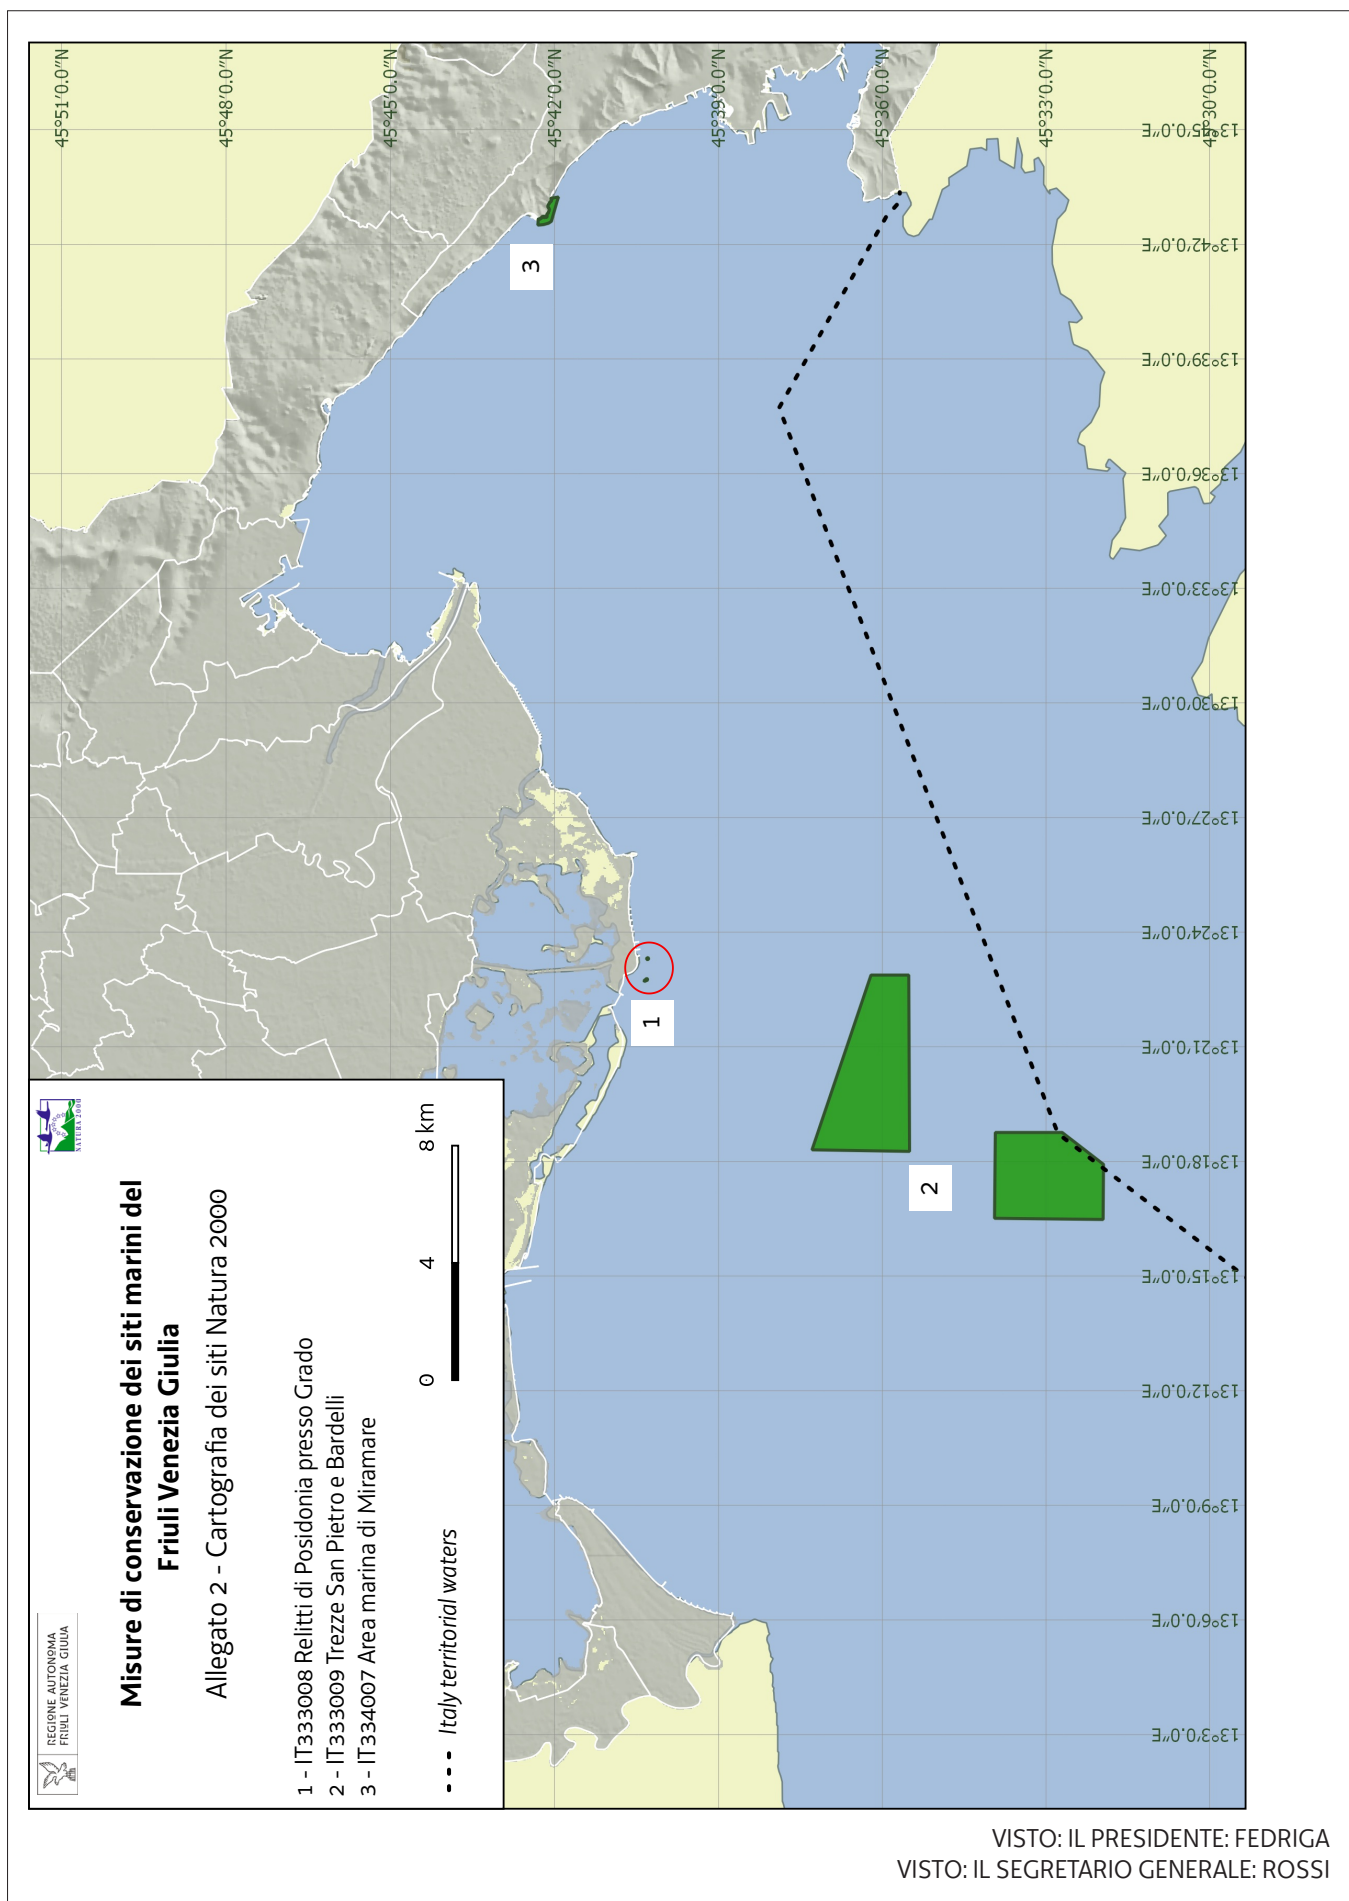 REGIONE AUTONOMA
FRIULI VENEZIA GIULIA
NATURA 2000
Misure di conservazione dei siti marini del
Friuli Venezia Giulia
Allegato 2 - Cartografia dei siti Natura 2000
1 - IT333008 Relitti di Posidonia presso Grado
2 - IT333009 Trezze San Pietro e Bardelli
3 - IT334007 Area marina di Miramare
0 4 8 km
Italy territorial waters
1
2
3
45°51'0.0"N
45°48'0.0"N
45°45'0.0"N
45°42'0.0"N
45°39'0.0"N
45°36'0.0"N
45°33'0.0"N
45°30'0.0"N
13°3'0.0"E
13°6'0.0"E
13°9'0.0"E
13°12'0.0"E
13°15'0.0"E
13°18'0.0"E
13°21'0.0"E
13°24'0.0"E
13°27'0.0"E
13°30'0.0"E
13°33'0.0"E
13°36'0.0"E
13°39'0.0"E
13°42'0.0"E
13°45'0.0"E
VISTO: IL PRESIDENTE: FEDRIGA
VISTO: IL SEGRETARIO GENERALE: ROSSI